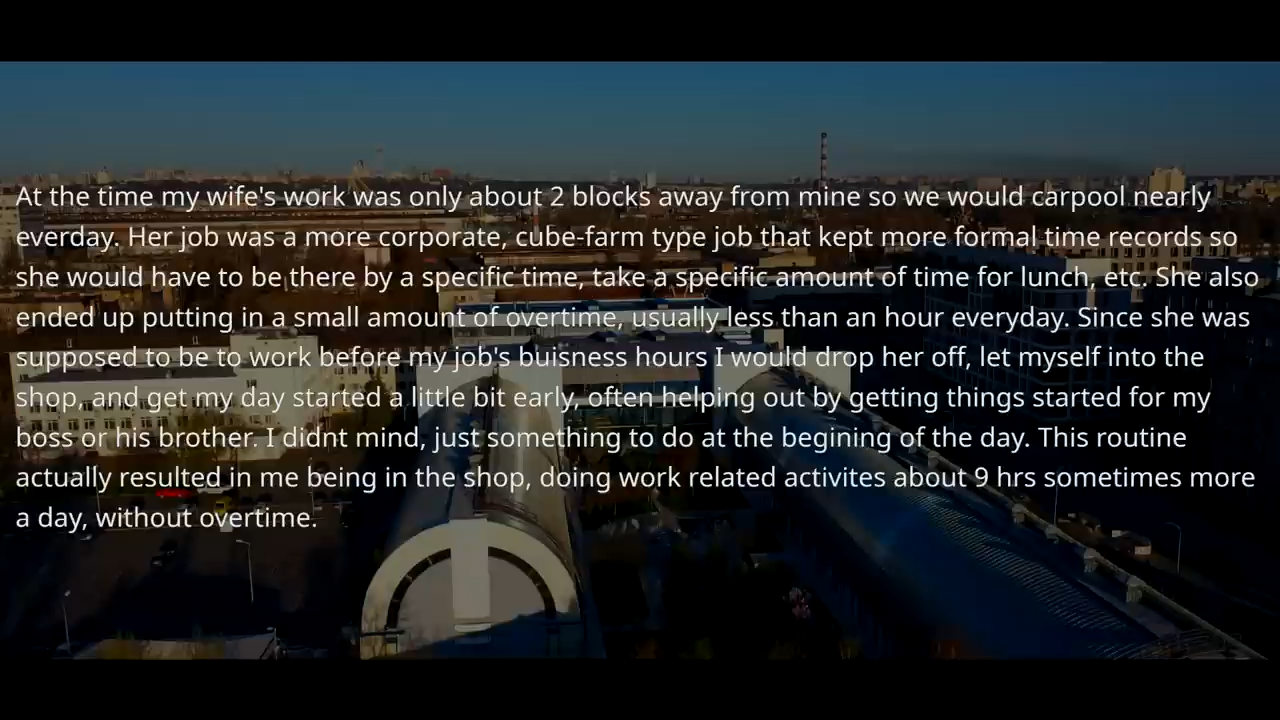 At the time my wife's work was only about 2 blocks away from mine so we would carpool nearly
everday. Her job was a more corporate, cube-farm type job that kept more formal time records so
she would have to be there by a specific time, take a specific amount of time for lunch, etc. She also
ended up putting in a small amount of overtime, usually less than an hour everyday. Since she was
supposed to be to work before my job's buisness hours I would drop her off, let myself into the
shop, and get my day started a little bit early, often helping out by getting things started for my
boss or his brother. I didnt mind, just something to do at the begining of the day. This routine
actually resulted in me being in the shop, doing work related activites about 9 hrs sometimes more
a day, without overtime.